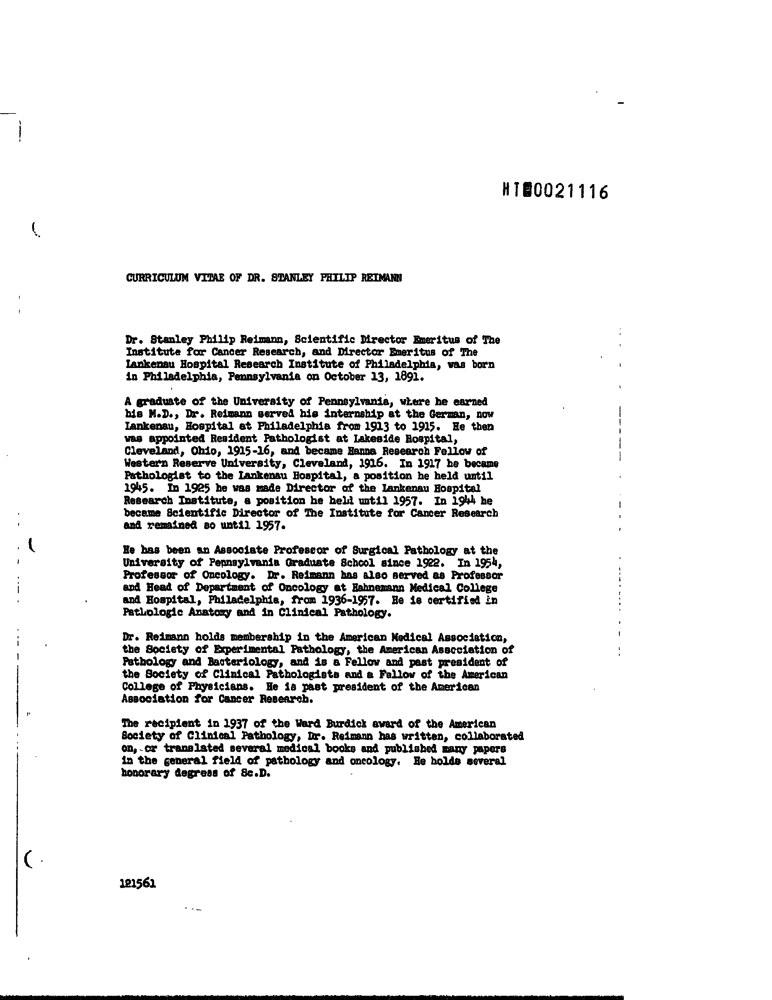 HT00021116
CURRICULUM VITAE OF DR. STANLEY PHILIP REIMANN
Dr. Stanley Philip Reimann, Scientific Director Emeritus of The
Institute for Cancer Research, and Director Emeritus of The
Lankenau Hospital Research Institute of Philadelphia, was born
in Philadelphia, Pennsylvania on October 13, 1891.
A graduate of the University of Pennsylvania, where he earned
his M.D., Dr. Reimann served his internship at the German, now
Lankenau, Hospital at Philadelphia from 1913 to 1915. He then
was appointed Resident Pathologist at Lakeside Hospital,
Cleveland, Ohio, 1915-16, and became Hanna Research Fellow of
Western Reserve University, Cleveland, 1916. In 1917 he became
Pathologist to the Lankenau Hospital, a position he held until
1945. In 1925 he was made Director of the Lankenau Hospital
Research Institute, a position he held until 1957. In 1944 he
became Scientific Director of The Institute for Cancer Research
and remained so until 1957.
He has been an Associate Professor of Surgical Pathology at the
University of Pennsylvania Graduate School since 1922. In 1954,
Professor of Oncology. Dr. Reimann has also served as Professor
and Head of Department of Oncology at Hahnemann Medical College
and Hospital, Philadelphia, from 1936-1957. He is certified in
Pathologic Anatomy and in Clinical Pathology.
Dr. Reimann holds membership in the American Medical Association,
the Society of Experimental Pathology, the American Association of
Pathology and Bacteriology, and is a Fellow and past president of
the Society of Clinical Pathologists and a Fellow of the American
College of Physicians. He is past president of the American
Association for Cancer Research.
The recipient in 1937 of the Ward Burdick award of the American
Society of Clinical Pathology, Dr. Reimann has written, collaborated
on, or translated several medical books and published many papers
in the general field of pathology and oncology. He holds several
honorary degress of Sc.D.
121561